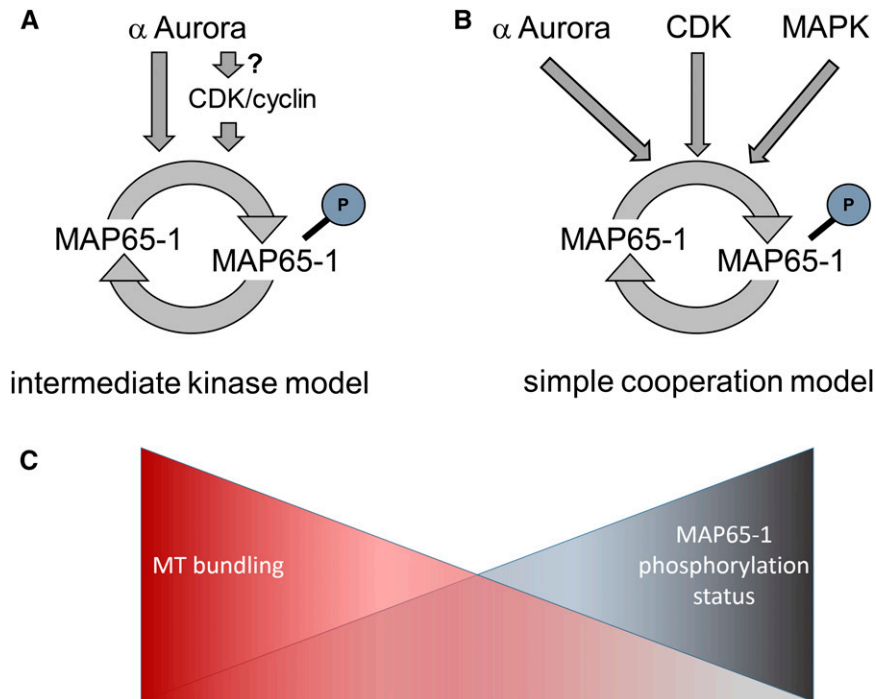 A
α Aurora
?
CDK/cyclin
MAP65-1
P
MAP65-1
intermediate kinase model
B
α Aurora CDK MAPK
MAP65-1
P
MAP65-1
simple cooperation model
C
MT bundling
MAP65-1
phosphorylation
status